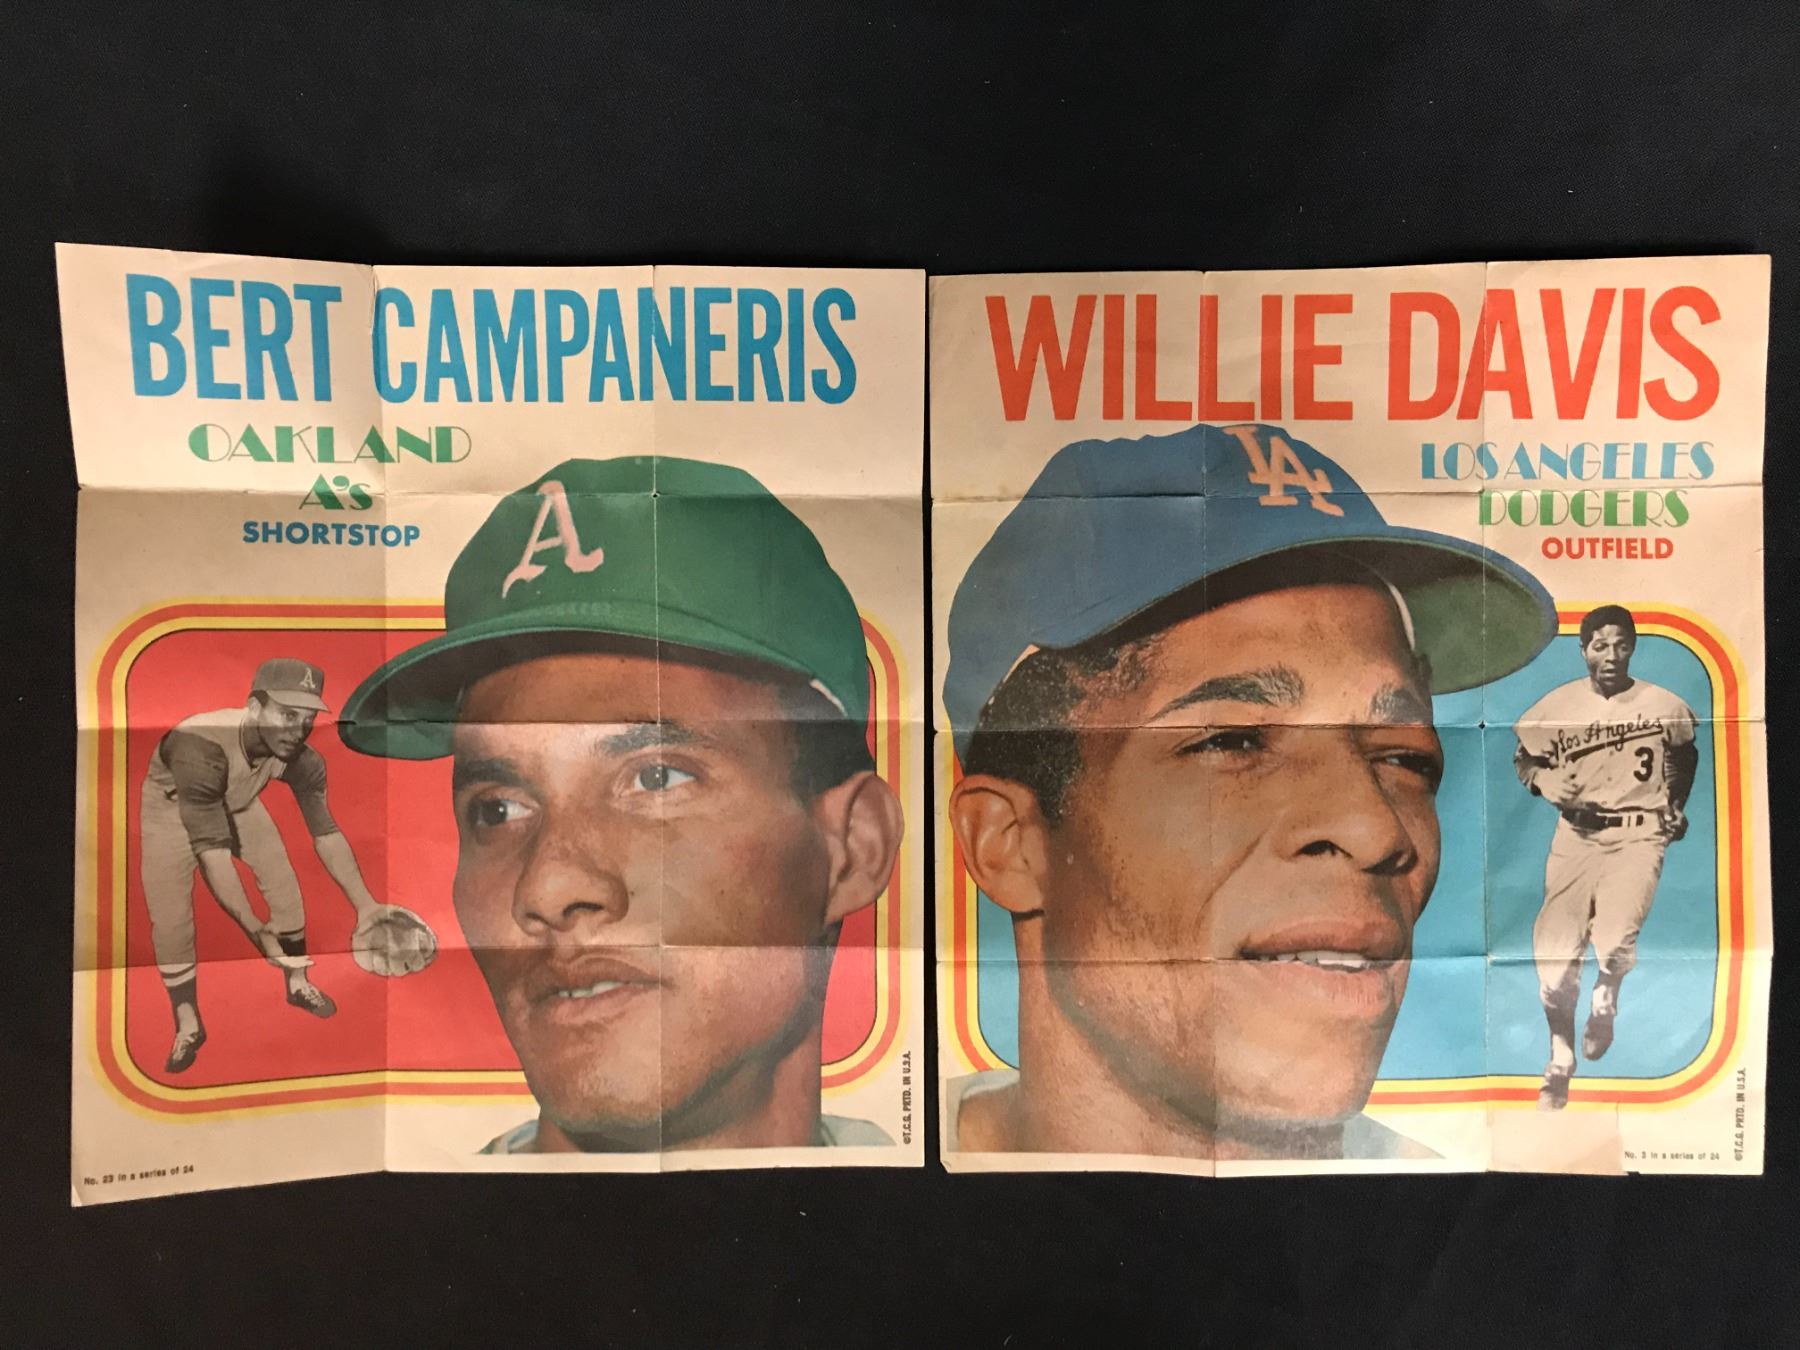 BERT CAMPANERIS
OAKLAND
A's
SHORTSTOP
A
A
©T.C.G. PRTD. IN U.S.A.
No. 23 in a series of 24
WILLIE DAVIS
LOS ANGELES
DODGERS
OUTFIELD
LA
Los Angeles
3
No. 3 in a series of 24
©T.C.G. PRTD. IN U.S.A.